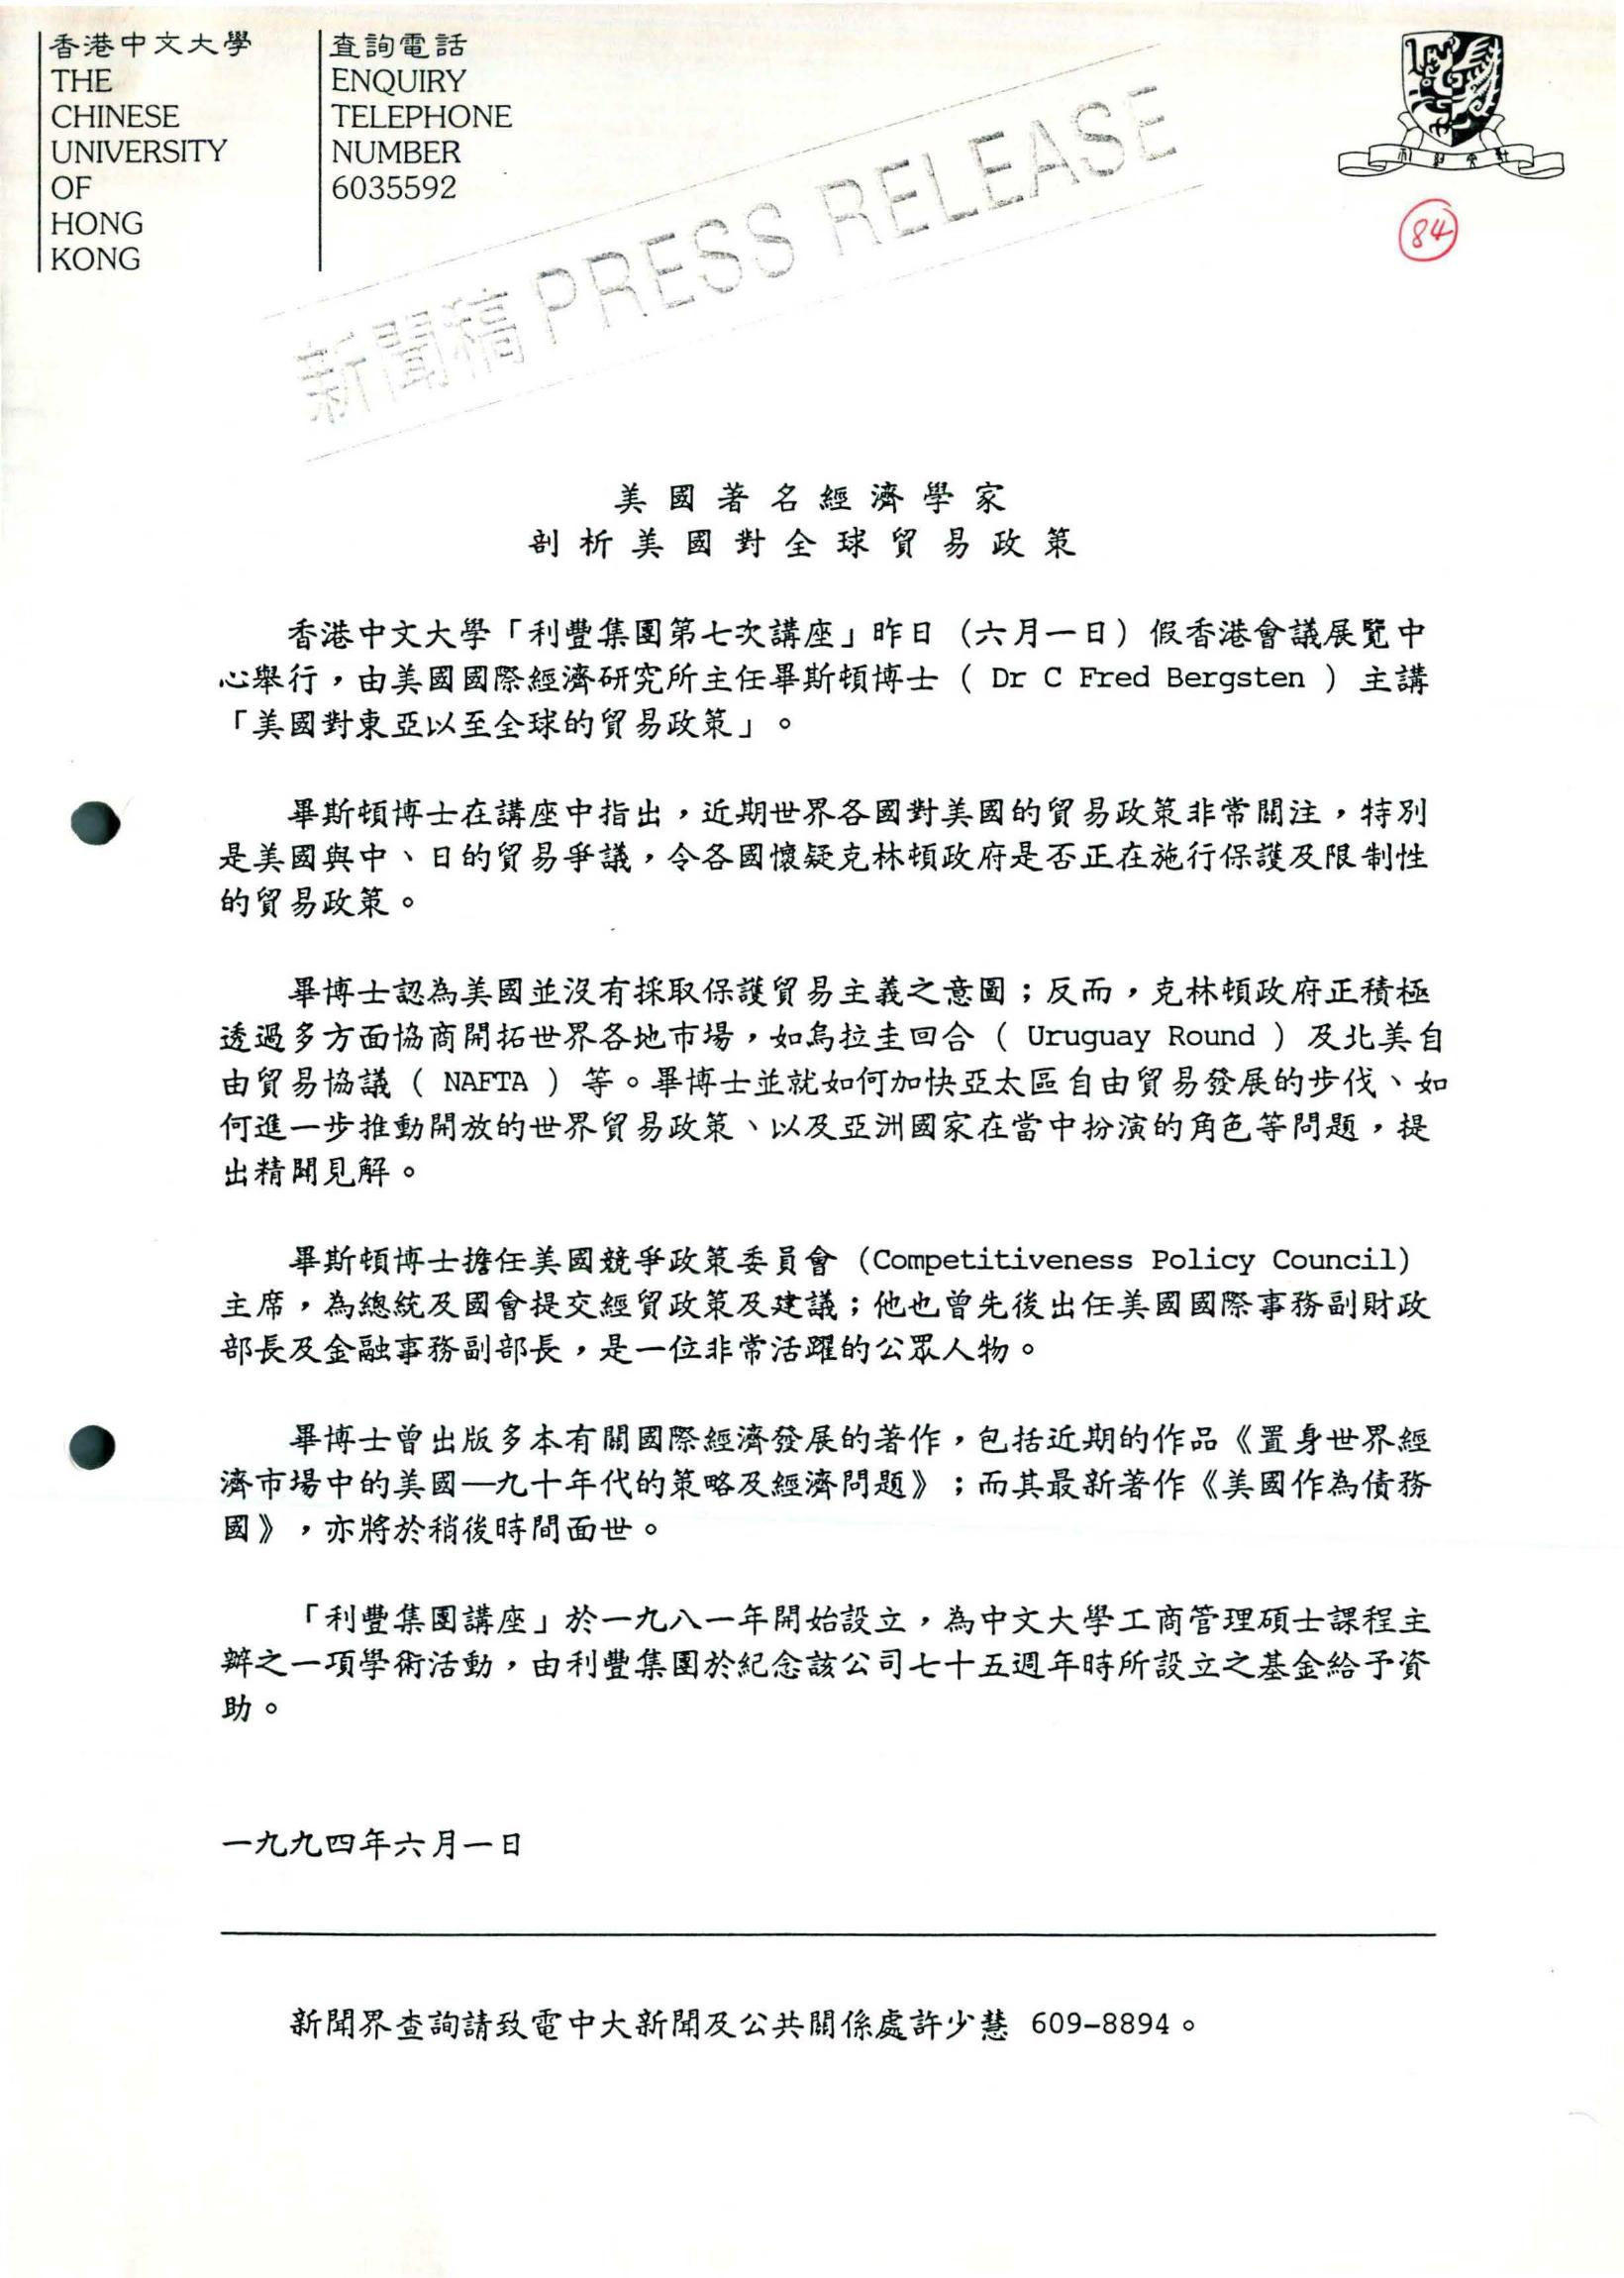 香港中文大學
THE
CHINESE
UNIVERSITY
OF
HONG
KONG
查詢電話
ENQUIRY
TELEPHONE
NUMBER
6035592
新聞稿 PRESS RELEASE
84
美國著名經濟學家
剖析美國對全球貿易政策
香港中文大學「利豐集團第七次講座」昨日（六月一日）假香港會議展覽中
心舉行，由美國國際經濟研究所主任畢斯頓博士 ( Dr C Fred Bergsten ) 主講
「美國對東亞以至全球的貿易政策」。
畢斯頓博士在講座中指出，近期世界各國對美國的貿易政策非常關注，特別
是美國與中、日的貿易爭議，令各國懷疑克林頓政府是否正在施行保護及限制性
的貿易政策。
畢博士認為美國並沒有採取保護貿易主義之意圖；反而，克林頓政府正積極
透過多方面協商開拓世界各地市場，如烏拉圭回合 ( Uruguay Round ) 及北美自
由貿易協議 ( NAFTA ) 等。畢博士並就如何加快亞太區自由貿易發展的步伐、如
何進一步推動開放的世界貿易政策、以及亞洲國家在當中扮演的角色等問題，提
出精闢見解。
畢斯頓博士擔任美國競爭政策委員會 (Competitiveness Policy Council)
主席，為總統及國會提交經貿政策及建議；他也曾先後出任美國國際事務副財政
部長及金融事務副部長，是一位非常活躍的公眾人物。
畢博士曾出版多本有關國際經濟發展的著作，包括近期的作品《置身世界經
濟市場中的美國—九十年代的策略及經濟問題》；而其最新著作《美國作為債務
國》，亦將於稍後時間面世。
「利豐集團講座」於一九八一年開始設立，為中文大學工商管理碩士課程主
辦之一項學術活動，由利豐集團於紀念該公司七十五週年時所設立之基金給予資
助。
一九九四年六月一日
新聞界查詢請致電中大新聞及公共關係處許少慧 609-8894。